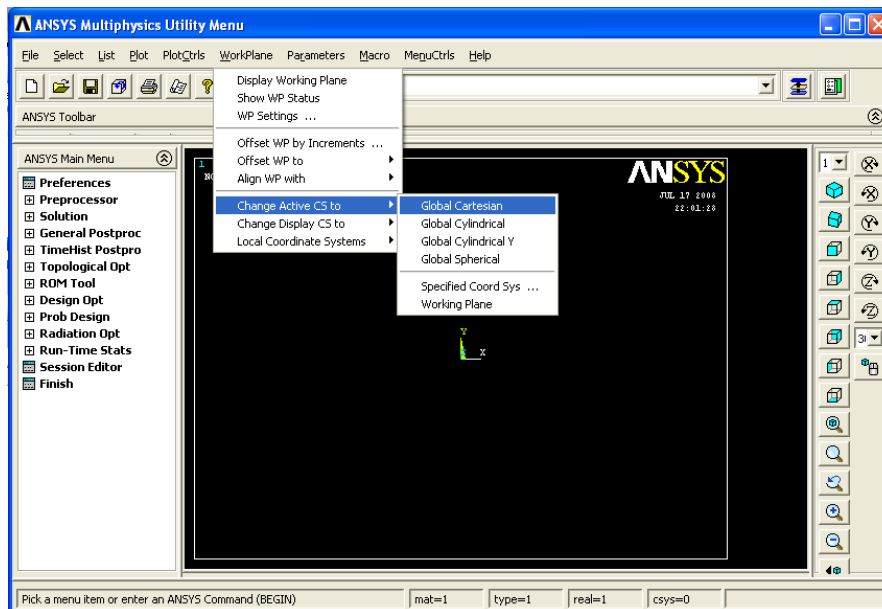 ANSYS Multiphysics Utility Menu
File Select List Plot PlotCtrls WorkPlane Parameters Macro MenuCtrls Help
Display Working Plane
Show WP Status
WP Settings ...
ANSYS Toolbar
Offset WP by Increments ...
Offset WP to
Align WP with
Change Active CS to
Change Display CS to
Local Coordinate Systems
Global Cartesian
Global Cylindrical
Global Cylindrical Y
Global Spherical
Specified Coord Sys ...
Working Plane
ANSYS Main Menu
Preferences
Preprocessor
Solution
General Postproc
TimeHist Postpro
Topological Opt
ROM Tool
Design Opt
Prob Design
Radiation Opt
Run-Time Stats
Session Editor
Finish
1
ANSYS
JUL 17 2008
22:01:28
Y
X
1
Pick a menu item or enter an ANSYS Command (BEGIN) mat=1 type=1 real=1 csys=0